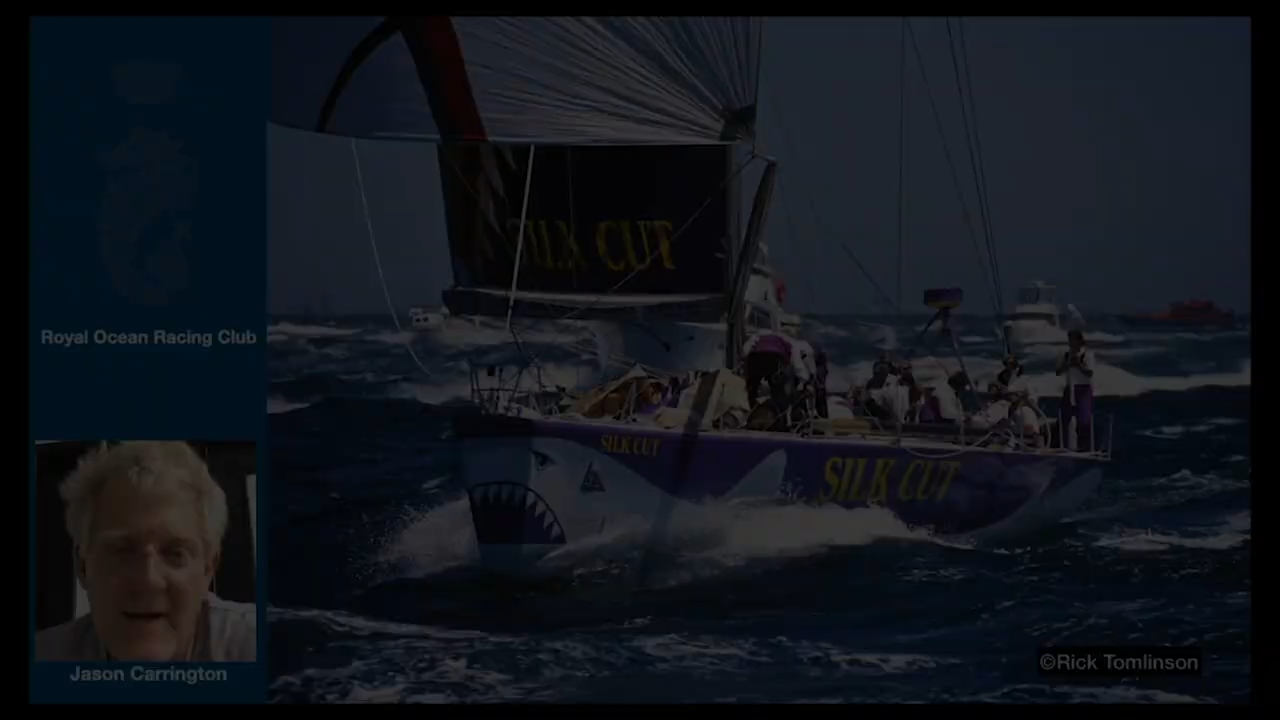 SILK CUT
Royal Ocean Racing Club
SILK CUT
SILK CUT
Jason Carrington
©Rick Tomlinson